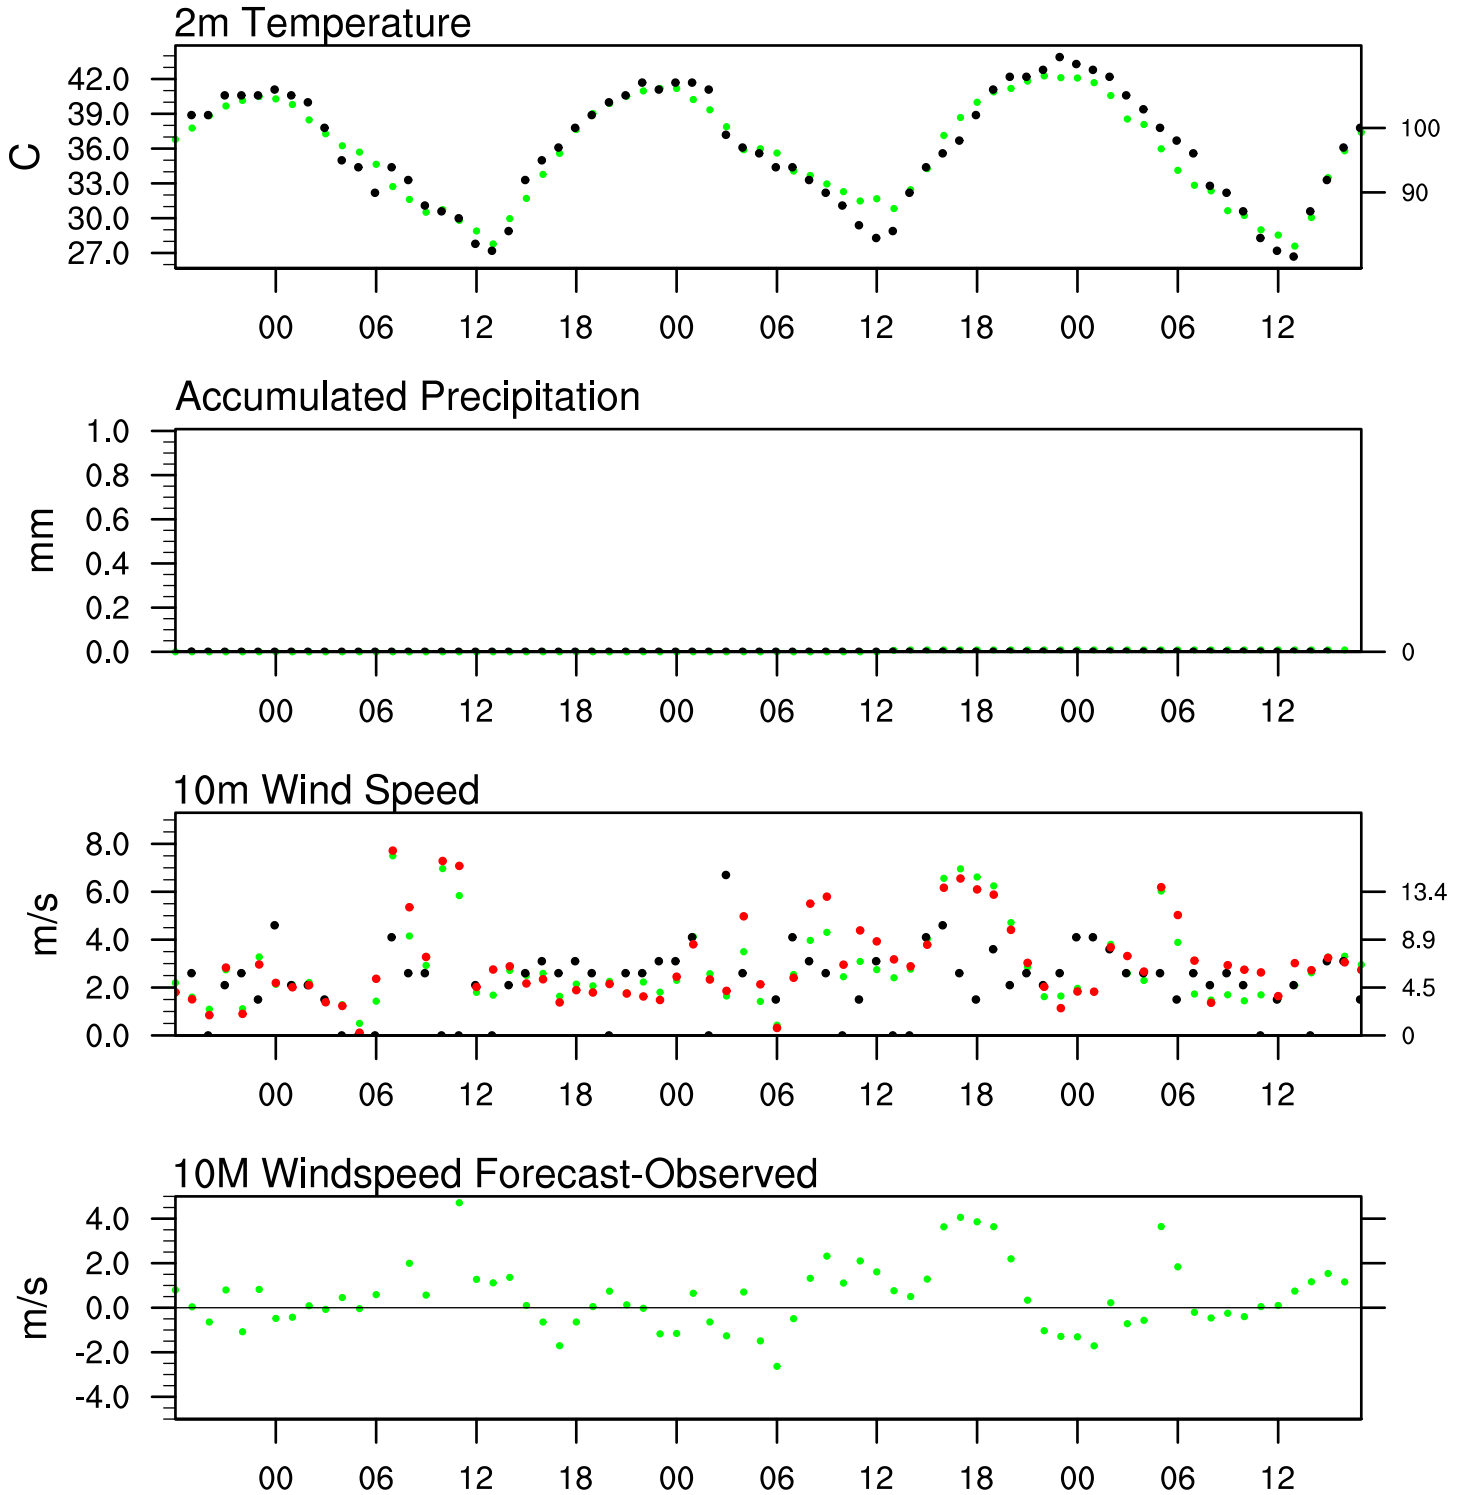 2m Temperature
42.0
39.0
36.0
33.0
30.0
27.0
C
100
90
00 06 12 18 00 06 12 18 00 06 12
Accumulated Precipitation
1.0
0.8
0.6
0.4
0.2
0.0
mm
0
00 06 12 18 00 06 12 18 00 06 12
10m Wind Speed
8.0
6.0
4.0
2.0
0.0
m/s
13.4
8.9
4.5
0
00 06 12 18 00 06 12 18 00 06 12
10M Windspeed Forecast-Observed
4.0
2.0
0.0
-2.0
-4.0
m/s
00 06 12 18 00 06 12 18 00 06 12